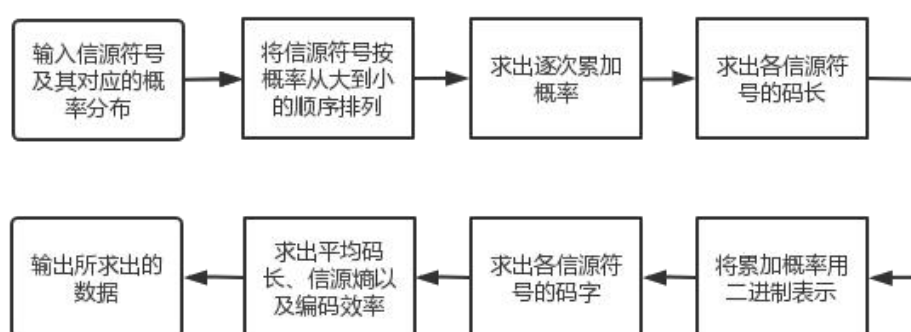 输入信源符号
及其对应的概
率分布
将信源符号按
概率从大到小
的顺序排列
求出逐次累加
概率
求出各信源符
号的码长
将累加概率用
二进制表示
求出各信源符
号的码字
求出平均码
长、信源熵以
及编码效率
输出所求出的
数据